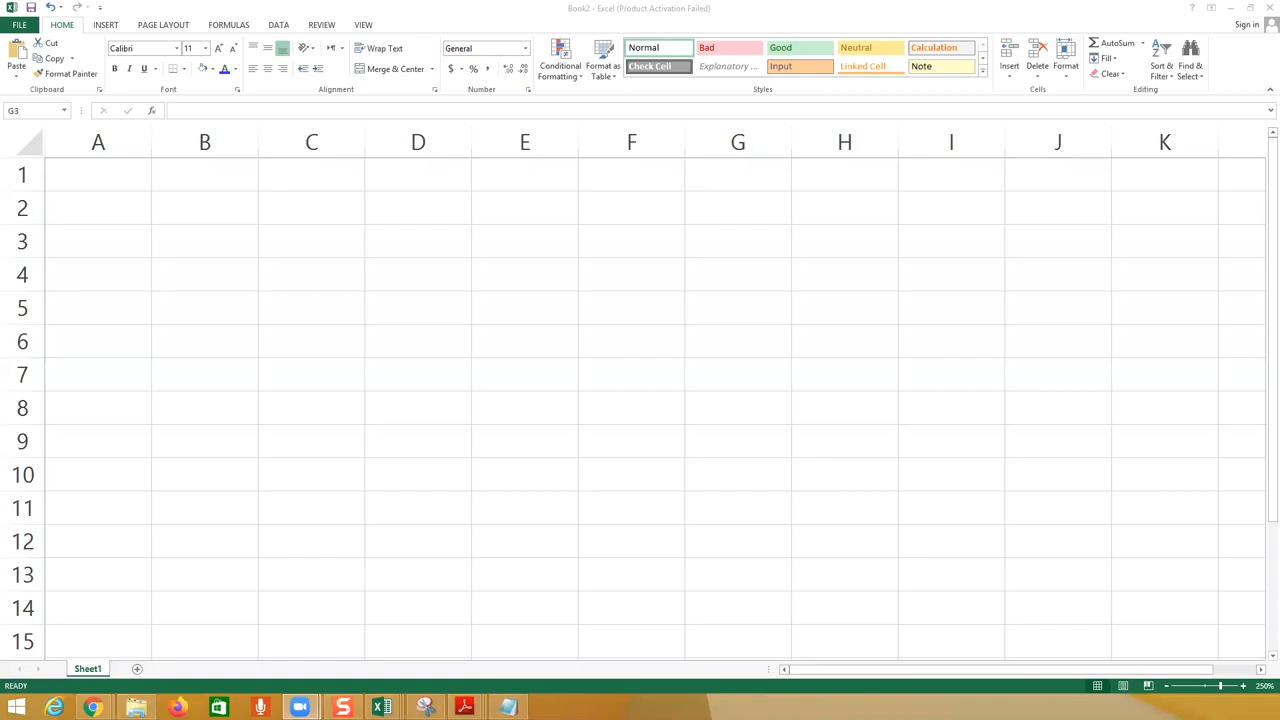 Book2 - Excel (Product Activation Failed)
Sign in
FILE HOME INSERT PAGE LAYOUT FORMULAS DATA REVIEW VIEW
Paste
Cut
Copy
Format Painter
Clipboard
Calibri 11
B I U
Font
Wrap Text
Merge & Center
Alignment
General
$ % ,
Number
Conditional Formatting
Format as Table
Normal Bad Good Neutral Calculation
Check Cell Explanatory ... Input Linked Cell Note
Styles
Insert Delete Format
Cells
AutoSum
Fill
Clear
Sort & Filter
Find & Select
Editing
G3
fx
A B C D E F G H I J K
1
2
3
4
5
6
7
8
9
10
11
12
13
14
15
Sheet1
READY
250%